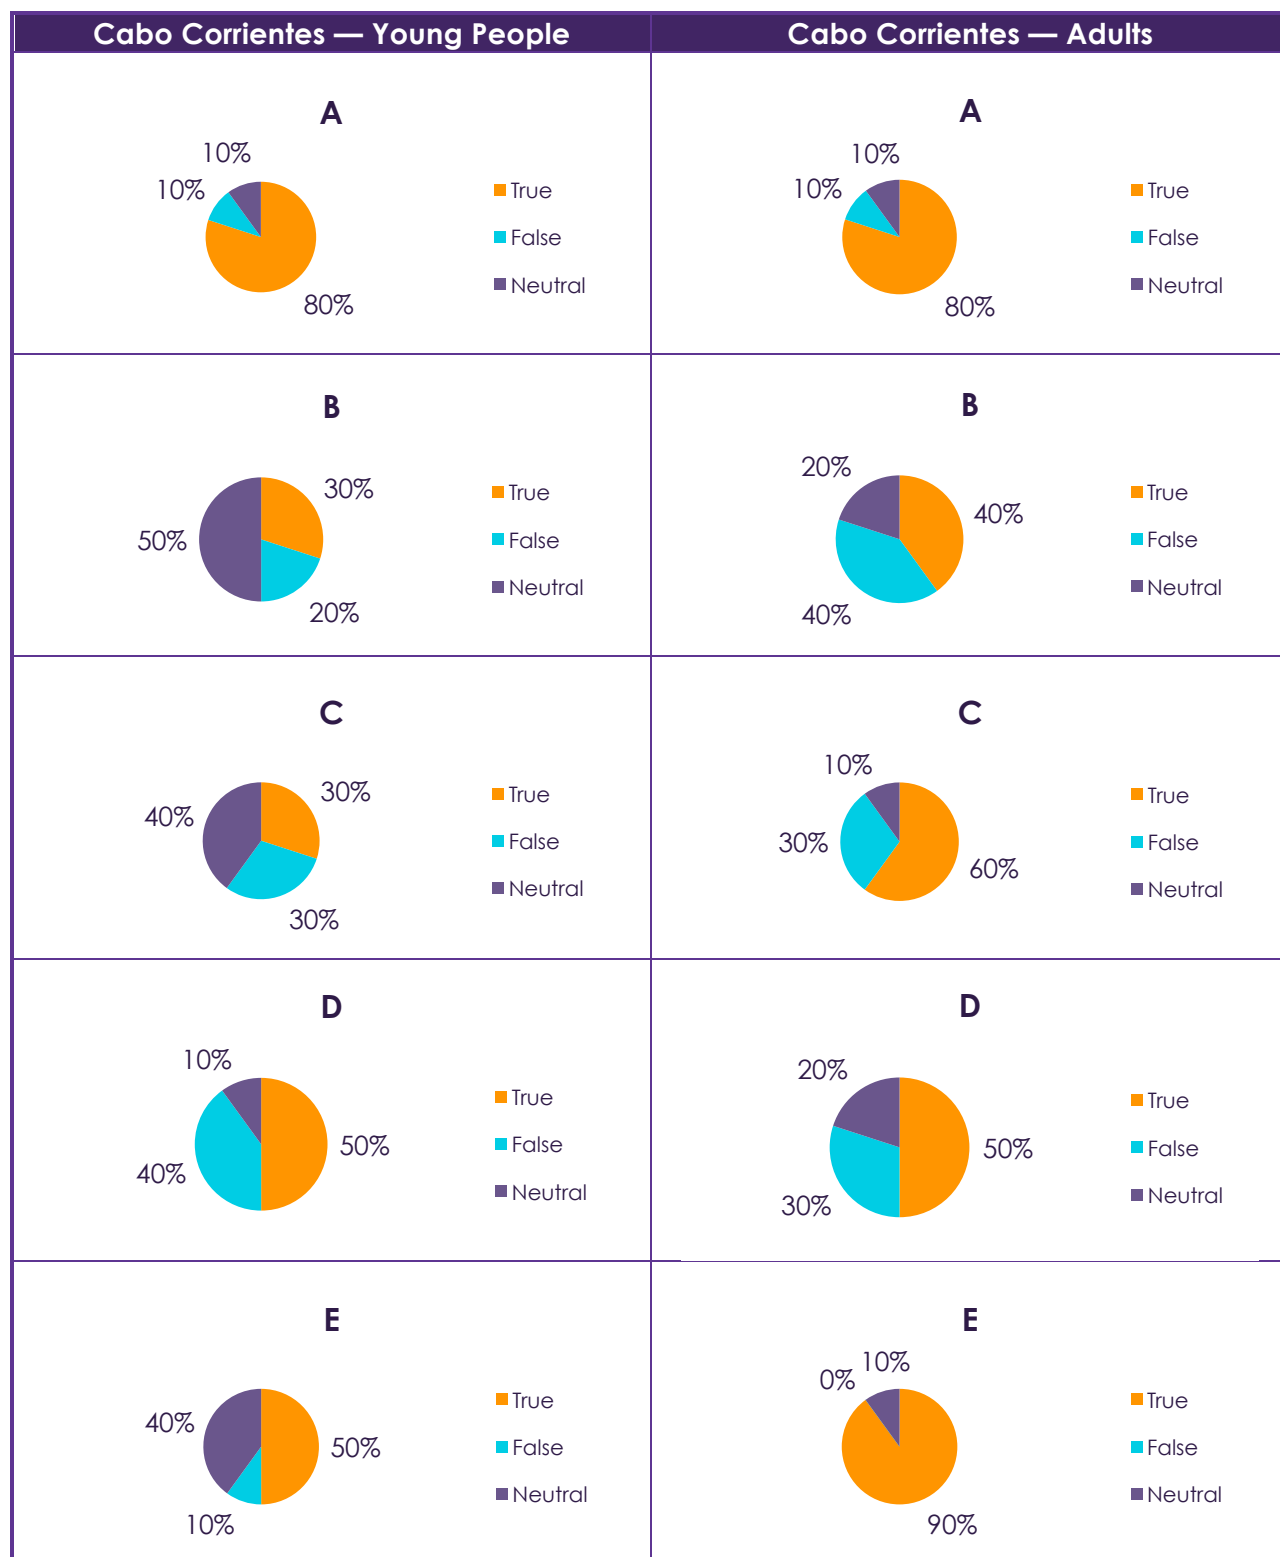 Cabo Corrientes — Young People
Cabo Corrientes — Adults
A
10%
10%
80%
True
False
Neutral
A
10%
10%
80%
True
False
Neutral
B
30%
50%
20%
True
False
Neutral
B
20%
40%
40%
True
False
Neutral
C
30%
40%
30%
True
False
Neutral
C
10%
30%
60%
True
False
Neutral
D
10%
50%
40%
True
False
Neutral
D
20%
50%
30%
True
False
Neutral
E
40%
50%
10%
True
False
Neutral
E
0%
10%
90%
True
False
Neutral